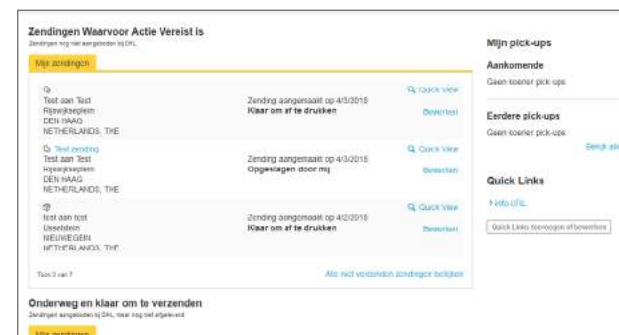 Zendingen Waarvoor Actie Vereist is
Zendingen nog niet aangeboden bij DHL.
Mijn zendingen
Test aan Test
Rijswijkseplein
DEN HAAG
NETHERLANDS, THE
Zending aangemaakt op 4/3/2018
Klaar om af te drukken
Quick View
Bewerken
Test zending
Test aan Test
Rijswijkseplein
DEN HAAG
NETHERLANDS, THE
Zending aangemaakt op 4/3/2018
Opgeslagen door mij
Quick View
Bewerken
test aan test
IJsselstein
NIEUWEGEIN
NETHERLANDS, THE
Zending aangemaakt op 4/2/2018
Klaar om af te drukken
Quick View
Bewerken
Toon 3 van 7
Alle niet verzonden zendingen bekijken
Onderweg en klaar om te verzenden
Zendingen aangeboden bij DHL, maar nog niet afgeleverd
Mijn zendingen
Mijn pick-ups
Aankomende
Geen koerier pick-ups
Eerdere pick-ups
Geen koerier pick-ups
Bekijk alle
Quick Links
Info URL
Quick Links toevoegen of bewerken